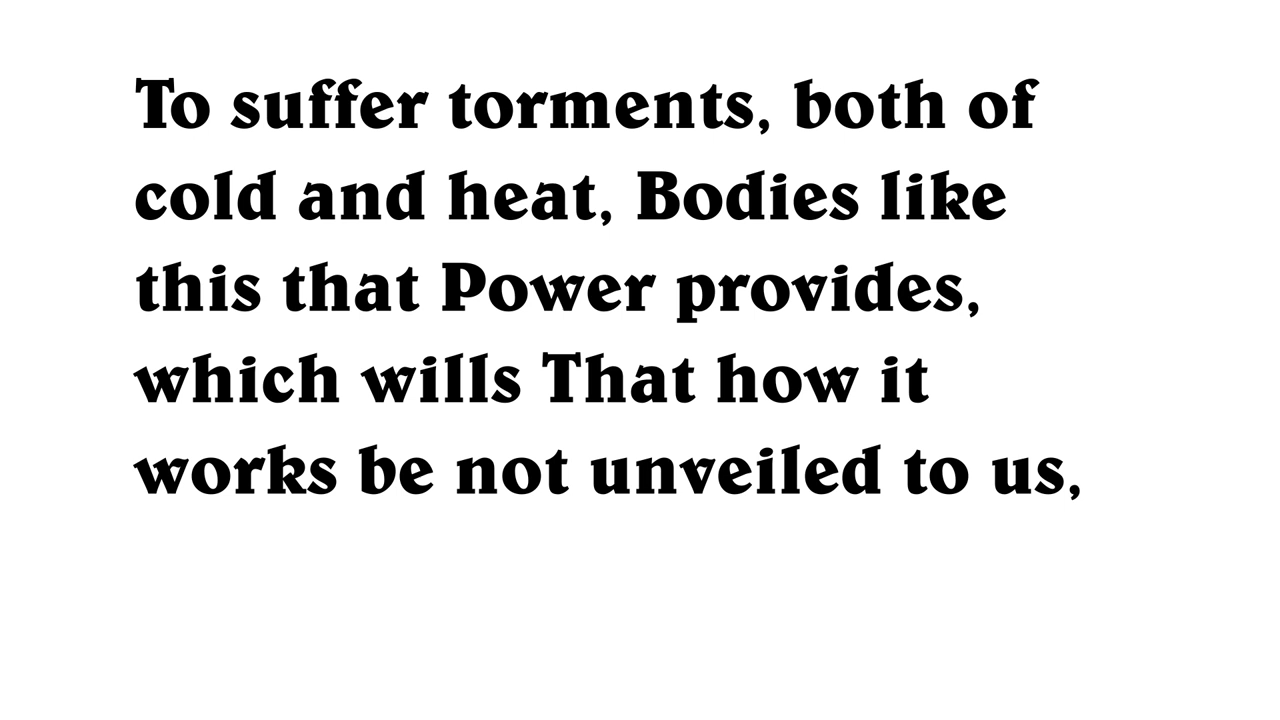 To suffer torments, both of
cold and heat, Bodies like
this that Power provides,
which wills That how it
works be not unveiled to us,